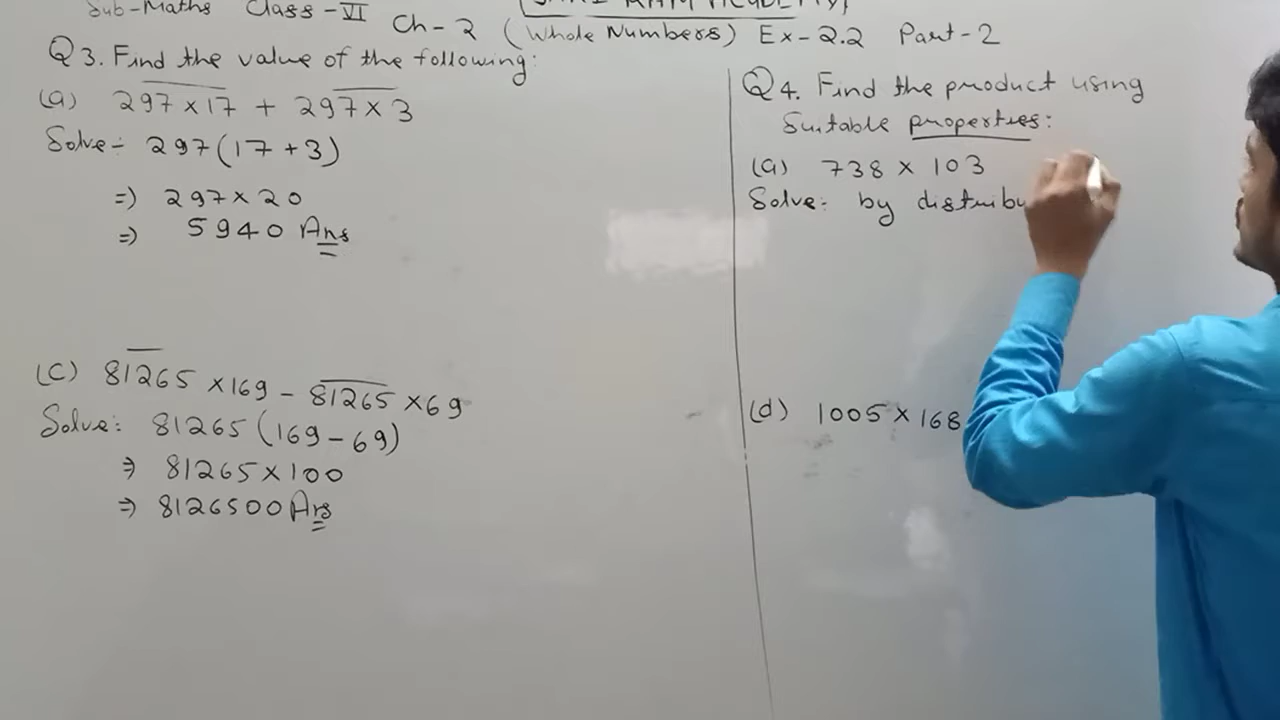 Sub-Maths Class-VI Ch-2 (Whole Numbers) Ex-2.2 Part-2
Q3. Find the value of the following:
(a) 297×17 + 297×3
Solve- 297(17+3)
=) 297×20
=) 5940 Ans
(C) 81265×169 - 81265×69
Solve: 81265(169-69)
⇒ 81265×100
⇒ 8126500 Ans
Q4. Find the product using
Suitable properties:
(a) 738 × 103
Solve: by distribu
(d) 1005×168